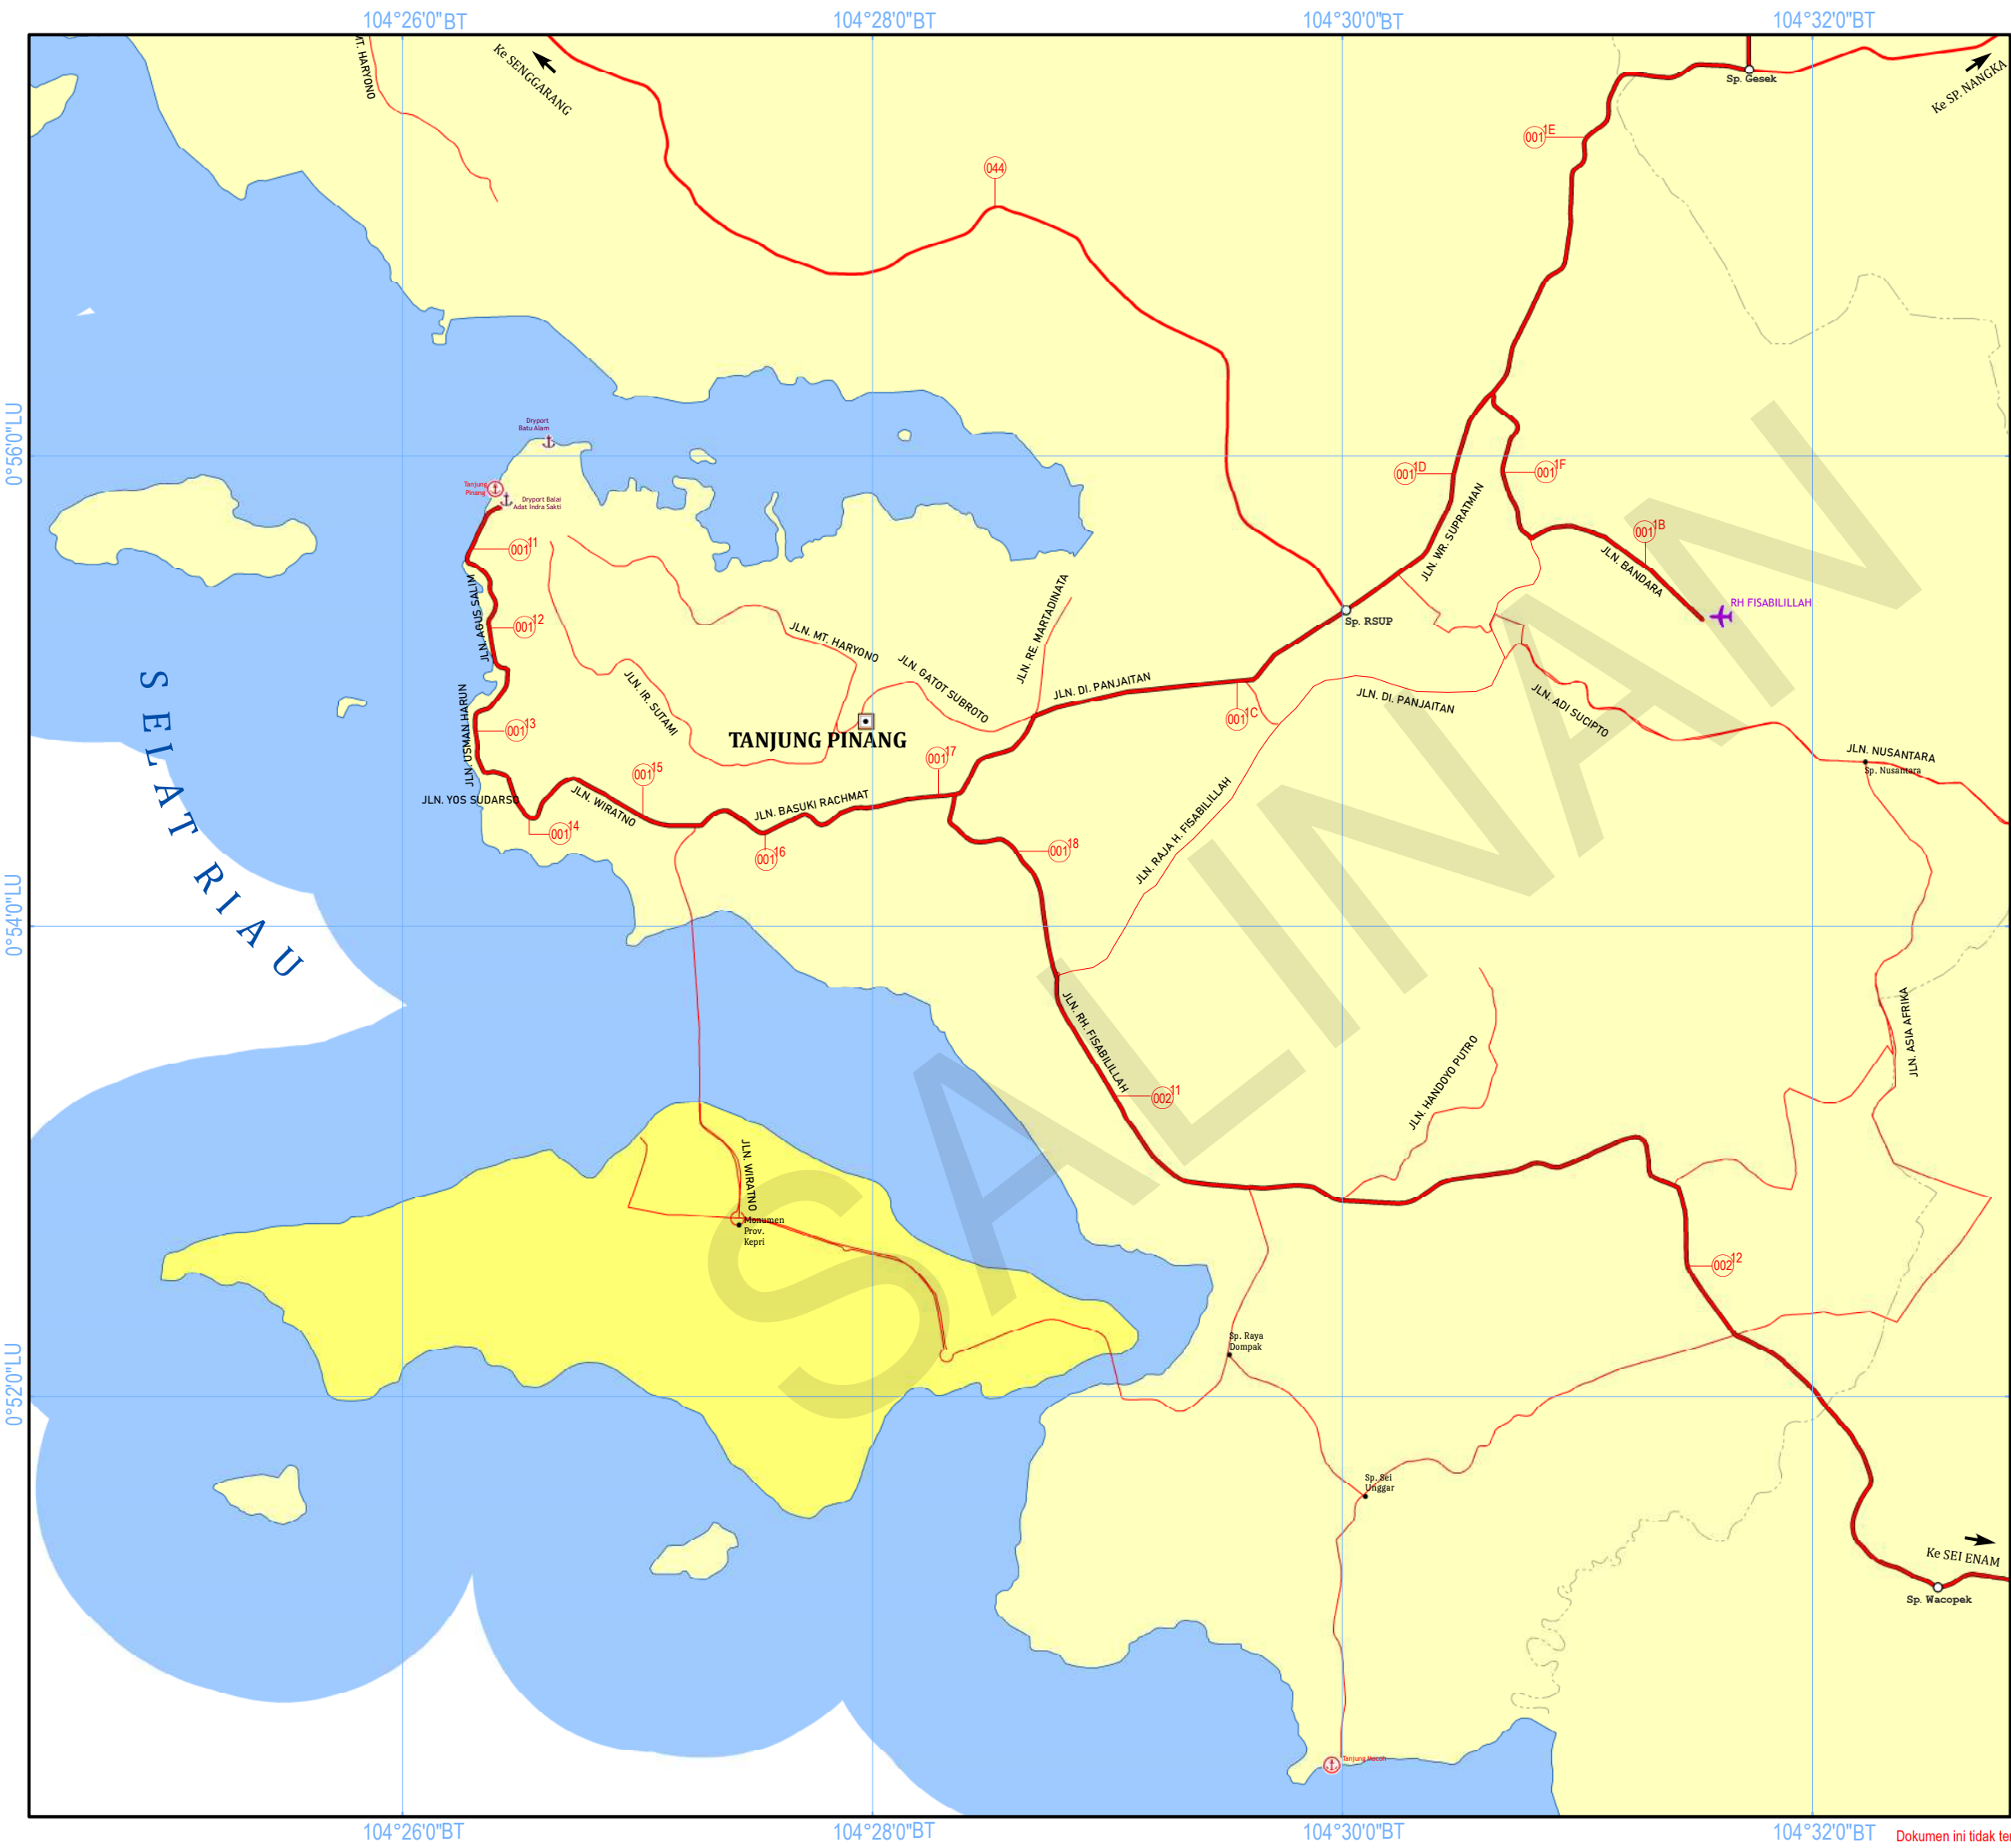 104°26'0"BT
104°28'0"BT
104°30'0"BT
104°32'0"BT
MT. HARYONO
Ke SENGGARANG
Sp. Gesek
Ke SP. NANGKA
001 1E
044
0°56'0"LU
Dryport
Batu Alam
Tanjung
Pinang
Dryport Balai
Adat Indra Sakti
001 11
001 1D
001 1F
JLN. WR. SUPRATMAN
001 1B
JLN. BANDARA
RH FISABILILLAH
Sp. RSUP
JLN. AGUS SALIM
001 12
JLN. MT. HARYONO
JLN. RE. MARTADINATA
JLN. GATOT SUBROTO
JLN. DI. PANJAITAN
JLN. IR. SUTAMI
JLN. DI. PANJAITAN
JLN. ADI SUCIPTO
001 1C
JLN. USMAN HARUN
001 13
TANJUNG PINANG
JLN. NUSANTARA
Sp. Nusantara
001 17
001 15
JLN. YOS SUDARSO
JLN. WIRATNO
JLN. BASUKI RACHMAT
001 14
001 16
001 18
JLN. RAJA H. FISABILILLAH
SELAT RIAU
0°54'0"LU
JLN. RH. FISABILILLAH
002 11
JLN. HANDOYO PUTRO
JLN. ASIA AFRIKA
JLN. WIRATNO
Monumen
Prov.
Kepri
002 12
Sp. Raya
Dompak
0°52'0"LU
Sp. Sei
Unggar
Ke SEI ENAM
Sp. Wacopek
Tanjung Mocoh
SALINAN
104°26'0"BT
104°28'0"BT
104°30'0"BT
104°32'0"BT
Dokumen ini tidak te